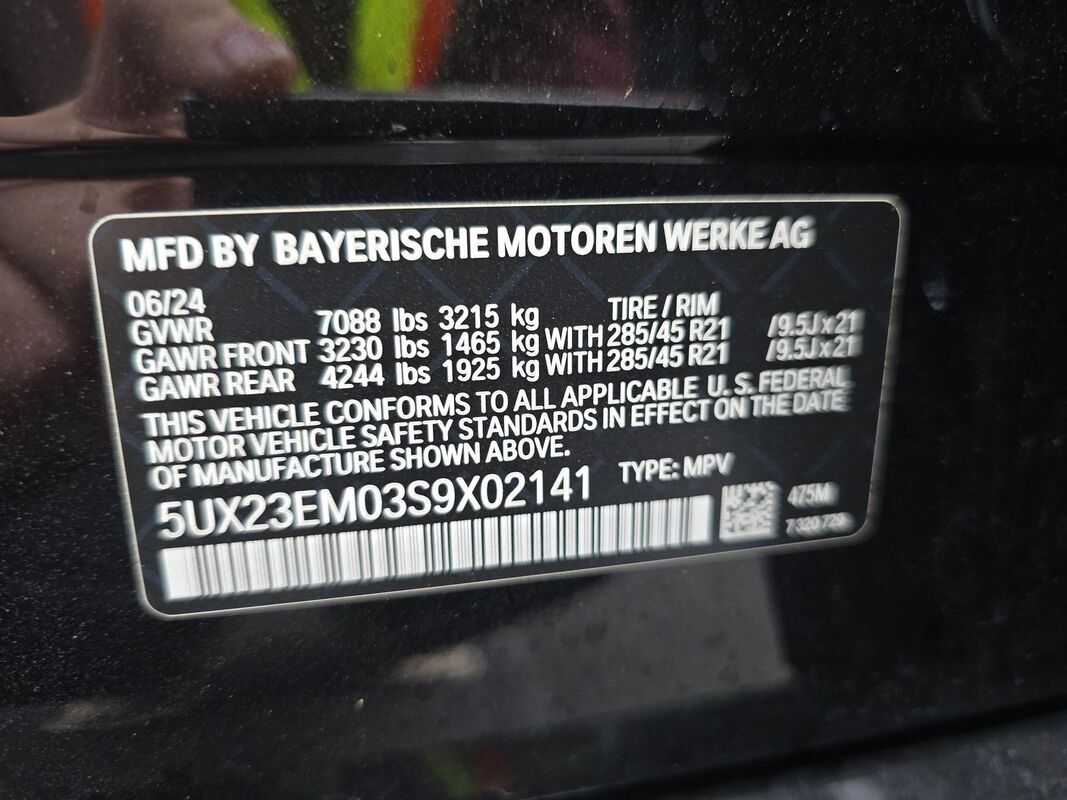 MFD BY BAYERISCHE MOTOREN WERKE AG
06/24 TIRE / RIM
GVWR 7088 lbs 3215 kg
GAWR FRONT 3230 lbs 1465 kg WITH 285/45 R21 /9.5J x 21
GAWR REAR 4244 lbs 1925 kg WITH 285/45 R21 /9.5J x 21
THIS VEHICLE CONFORMS TO ALL APPLICABLE U. S. FEDERAL
MOTOR VEHICLE SAFETY STANDARDS IN EFFECT ON THE DATE
OF MANUFACTURE SHOWN ABOVE.
5UX23EM03S9X02141 TYPE: MPV
475M
7 320 729